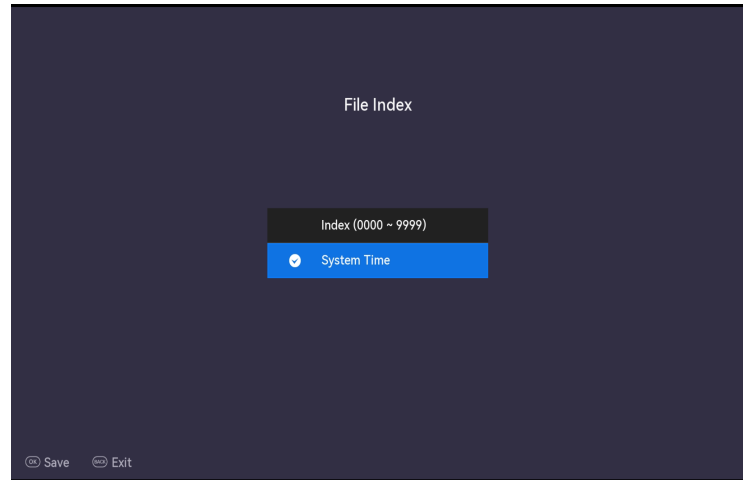 File Index
Index (0000 ~ 9999)
System Time
OK Save BACK Exit